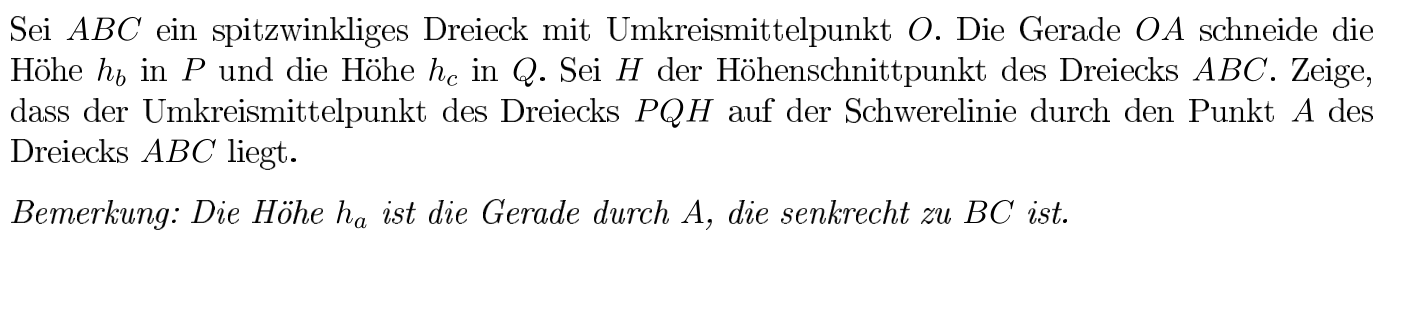 Sei ABC ein spitzwinkliges Dreieck mit Umkreismittelpunkt O. Die Gerade OA schneide die
Höhe h_b in P und die Höhe h_c in Q. Sei H der Höhenschnittpunkt des Dreiecks ABC. Zeige,
dass der Umkreismittelpunkt des Dreiecks PQH auf der Schwerelinie durch den Punkt A des
Dreiecks ABC liegt.
Bemerkung: Die Höhe h_a ist die Gerade durch A, die senkrecht zu BC ist.